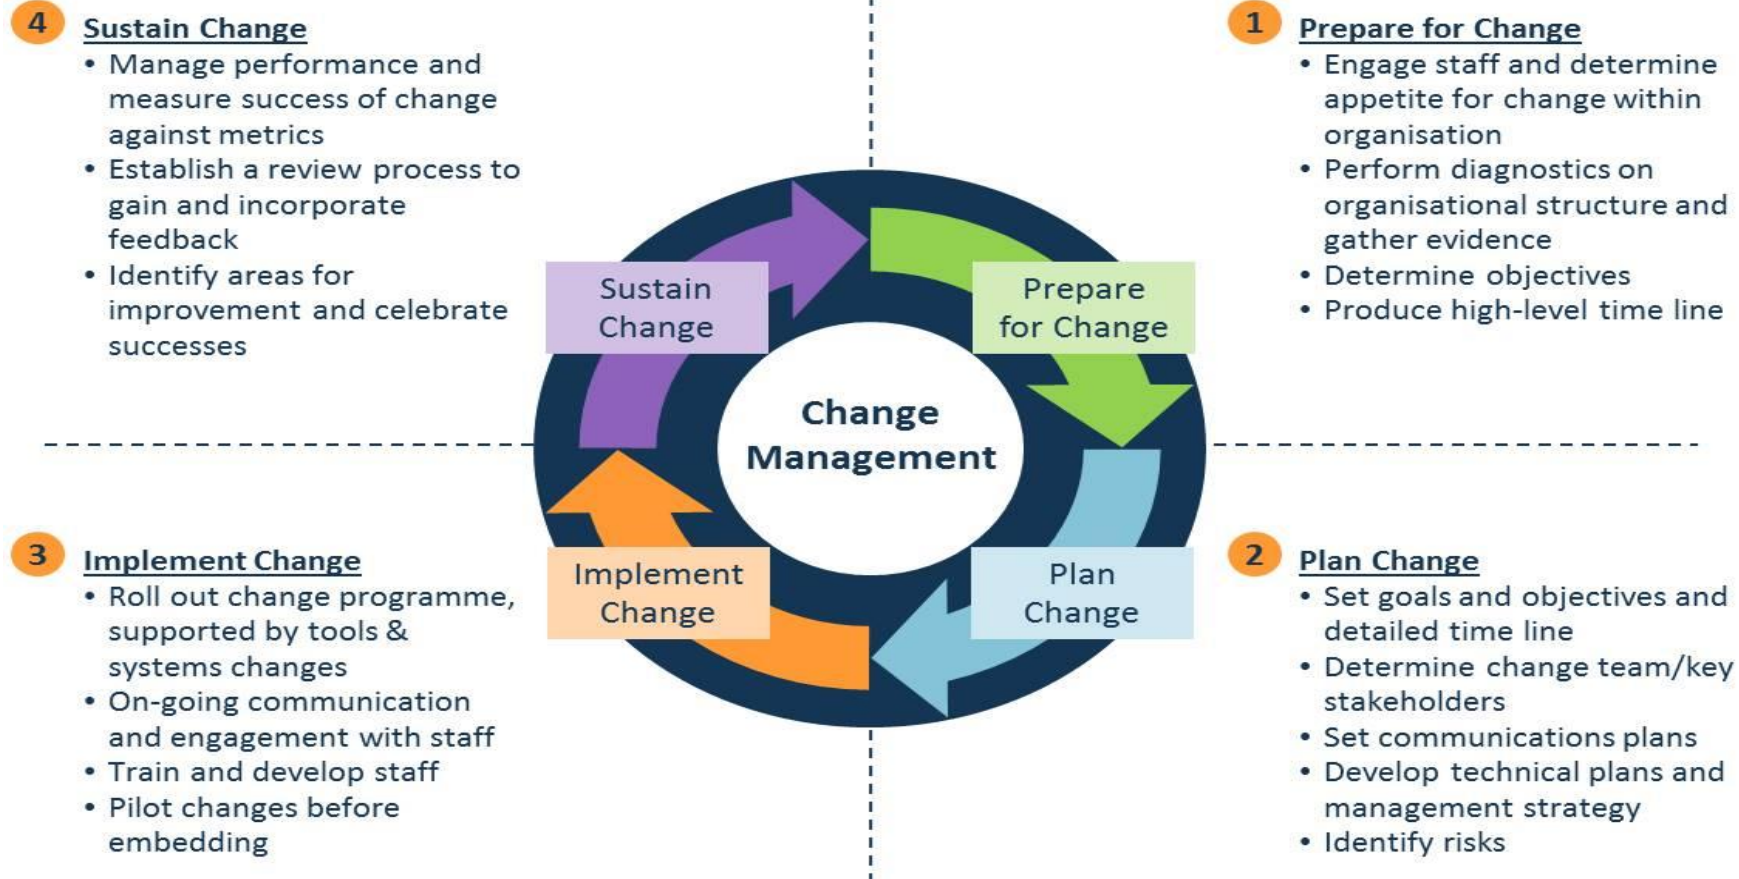 4
Sustain Change
• Manage performance and
measure success of change
against metrics
• Establish a review process to
gain and incorporate
feedback
• Identify areas for
improvement and celebrate
successes
1
Prepare for Change
• Engage staff and determine
appetite for change within
organisation
• Perform diagnostics on
organisational structure and
gather evidence
• Determine objectives
• Produce high-level time line
Sustain
Change
Prepare
for Change
Change
Management
Implement
Change
Plan
Change
3
Implement Change
• Roll out change programme,
supported by tools &
systems changes
• On-going communication
and engagement with staff
• Train and develop staff
• Pilot changes before
embedding
2
Plan Change
• Set goals and objectives and
detailed time line
• Determine change team/key
stakeholders
• Set communications plans
• Develop technical plans and
management strategy
• Identify risks